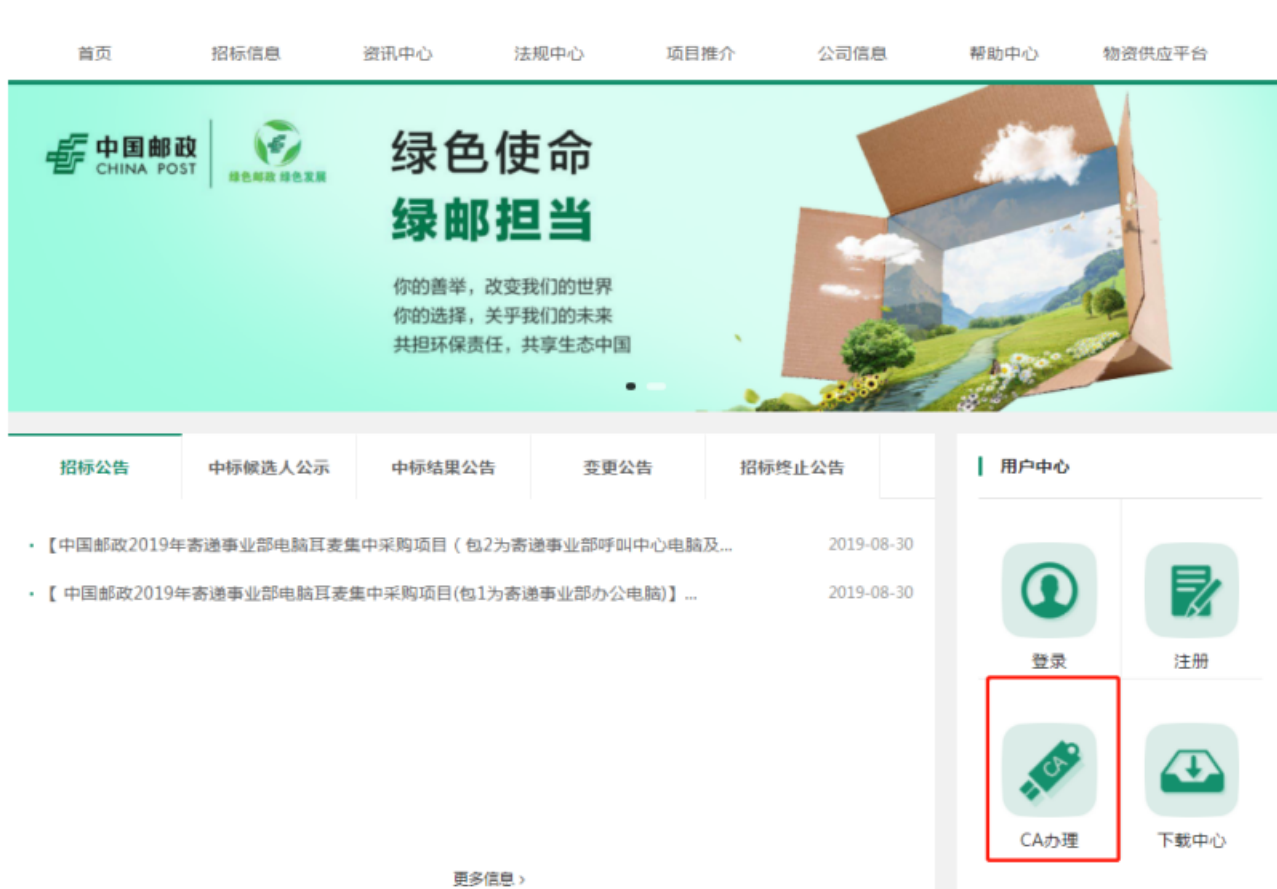 首页 招标信息 资讯中心 法规中心 项目推介 公司信息 帮助中心 物资供应平台
中国邮政
CHINA POST
绿色邮政 绿色发展
绿色使命
绿邮担当
你的善举，改变我们的世界
你的选择，关乎我们的未来
共担环保责任，共享生态中国
招标公告 中标候选人公示 中标结果公告 变更公告 招标终止公告
【中国邮政2019年寄递事业部电脑耳麦集中采购项目（包2为寄递事业部呼叫中心电脑及... 2019-08-30
【 中国邮政2019年寄递事业部电脑耳麦集中采购项目(包1为寄递事业部办公电脑)】... 2019-08-30
更多信息 ›
用户中心
登录 注册
CA
CA办理 下载中心